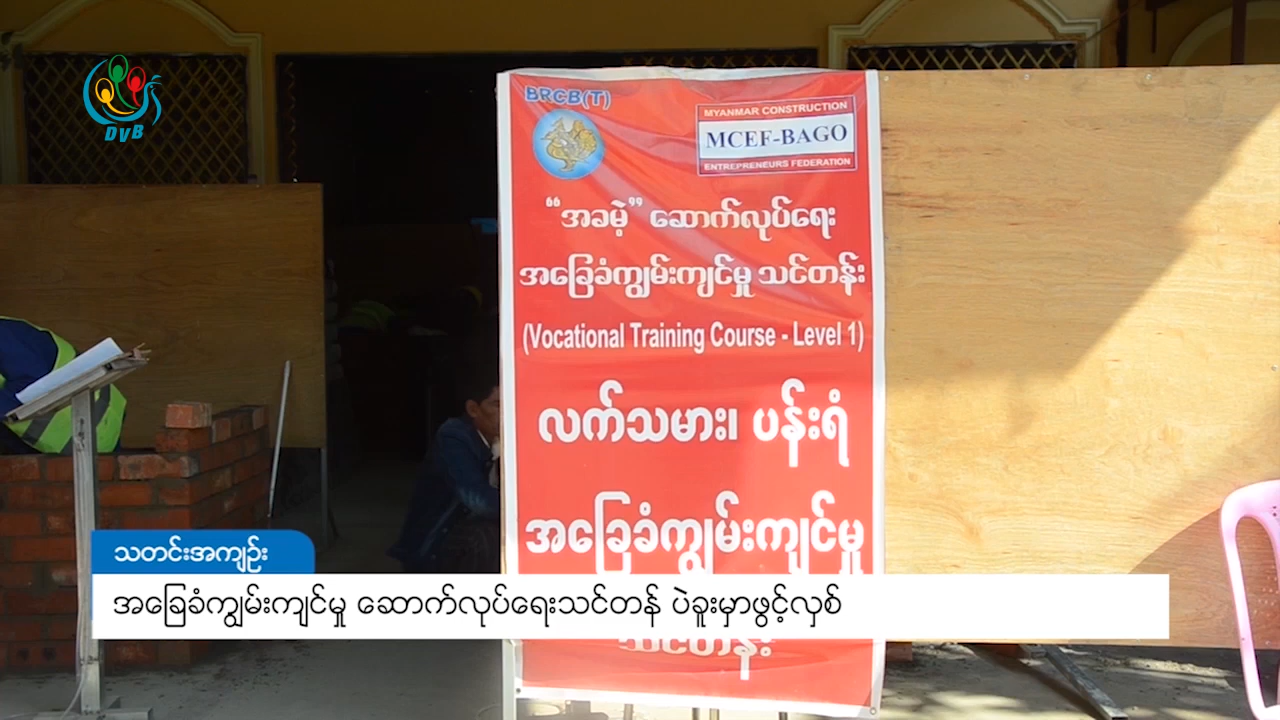 DVB
BRCB(T)
MYANMAR CONSTRUCTION
MCEF-BAGO
ENTREPRENEURS FEDERATION
“အခမဲ့” ဆောက်လုပ်ရေး
အခြေခံကျွမ်းကျင်မှု သင်တန်း
(Vocational Training Course - Level 1)
လက်သမား၊ ပန်းရံ
အခြေခံကျွမ်းကျင်မှု
သင်တန်း
သတင်းအကျဉ်း
အခြေခံကျွမ်းကျင်မှု ဆောက်လုပ်ရေးသင်တန် ပဲခူးမှာဖွင့်လှစ်